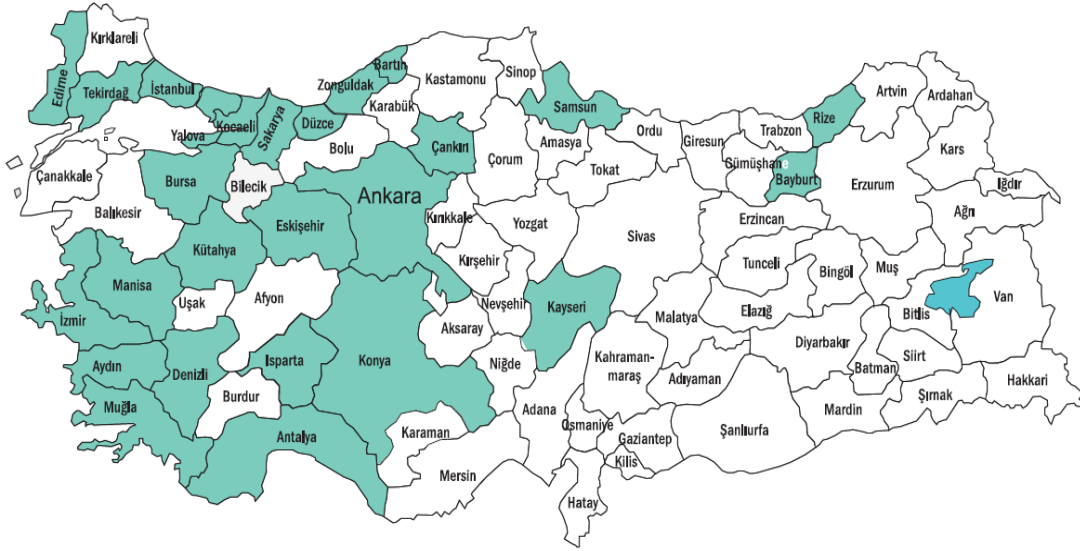 Kırklareli
Edirne
Tekirdağ
İstanbul
Kocaeli
Yalova
Sakarya
Düzce
Zonguldak
Bartın
Karabük
Kastamonu
Sinop
Samsun
Bolu
Çankırı
Çorum
Amasya
Ordu
Tokat
Giresun
Trabzon
Gümüşhane
Rize
Bayburt
Artvin
Ardahan
Kars
Iğdır
Ağrı
Erzurum
Erzincan
Çanakkale
Balıkesir
Bursa
Bilecik
Ankara
Eskişehir
Kütahya
Kırıkkale
Yozgat
Sivas
Kırşehir
Tunceli
Bingöl
Muş
Manisa
Uşak
Afyon
Nevşehir
Kayseri
Malatya
Elazığ
Bitlis
Van
İzmir
Aksaray
Konya
Isparta
Aydın
Denizli
Niğde
Kahraman-
maraş
Adıyaman
Diyarbakır
Batman
Siirt
Hakkari
Şırnak
Mardin
Muğla
Burdur
Antalya
Karaman
Mersin
Adana
Osmaniye
Gaziantep
Kilis
Şanlıurfa
Hatay